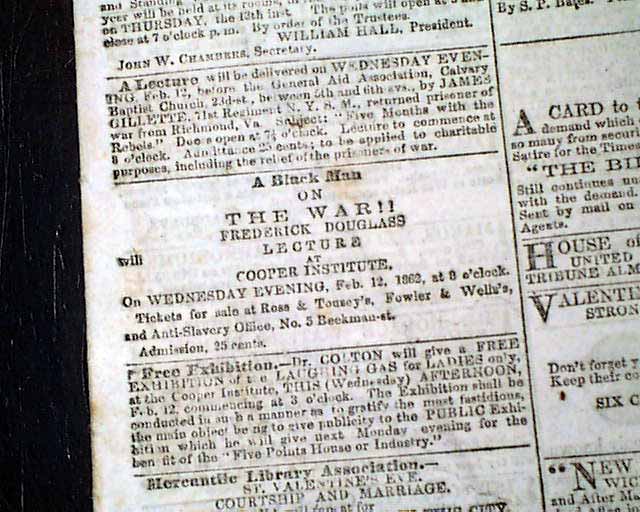 and Standing
year will be held at its rooms,
on THURSDAY, the 13th inst. The polls will open at
close at 7 o'clock p. m. By order of the Trustees.
WILLIAM HALL, President.
JOHN W. CHAMBERS, Secretary.
A Lecture will be delivered on WEDNESDAY EVEN-
ING, Feb. 12, before the General Aid Association, Calvary
Baptist Church, 23d-st., between 5th and 6th avs., by JAMES
GILLETTE, 71st Regiment N. Y. S. M., returned prisoner of
war from Richmond, Va. Subject: "Five Months with the
Rebels." Doors open at 7½ o'clock. Lecture to commence at
8 o'clock. Admittance 25 cents; to be applied to charitable
purposes, including the relief of the prisoners of war.
A Black Man
ON
THE WAR!!
FREDERICK DOUGLASS
will LECTURE
AT
COOPER INSTITUTE,
On WEDNESDAY EVENING, Feb. 12, 1862, at 8 o'clock.
Tickets for sale at Ross & Tousey's, Fowler & Wells's,
and Anti-Slavery Office, No. 5 Beekman-st.
Admission, 25 cents.
Free Exhibition.—Dr. COLTON will give a FREE
EXHIBITION of the LAUGHING GAS for LADIES only,
at the Cooper Institute, THIS (Wednesday) AFTERNOON,
Feb. 12, commencing at 3 o'clock. The Exhibition shall be
conducted in such a manner as to gratify the most fastidious,
the main object being to give publicity to the PUBLIC Exhi-
bition which he will give next Monday evening for the
benefit of the "Five Points House of Industry."
Mercantile Library Association.—
ST. VALENTINE'S EVE.
COURTSHIP AND MARRIAGE.
CITY
By S. P.
A CARD to
demand which
so many from
Satire for the Times
"THE
Still continues
with the demand.
Sent by mail on
Agents.
HOUSE
UNITED
TRIBUNE
Don't forget
Keep their
SIX
"NEW
and After